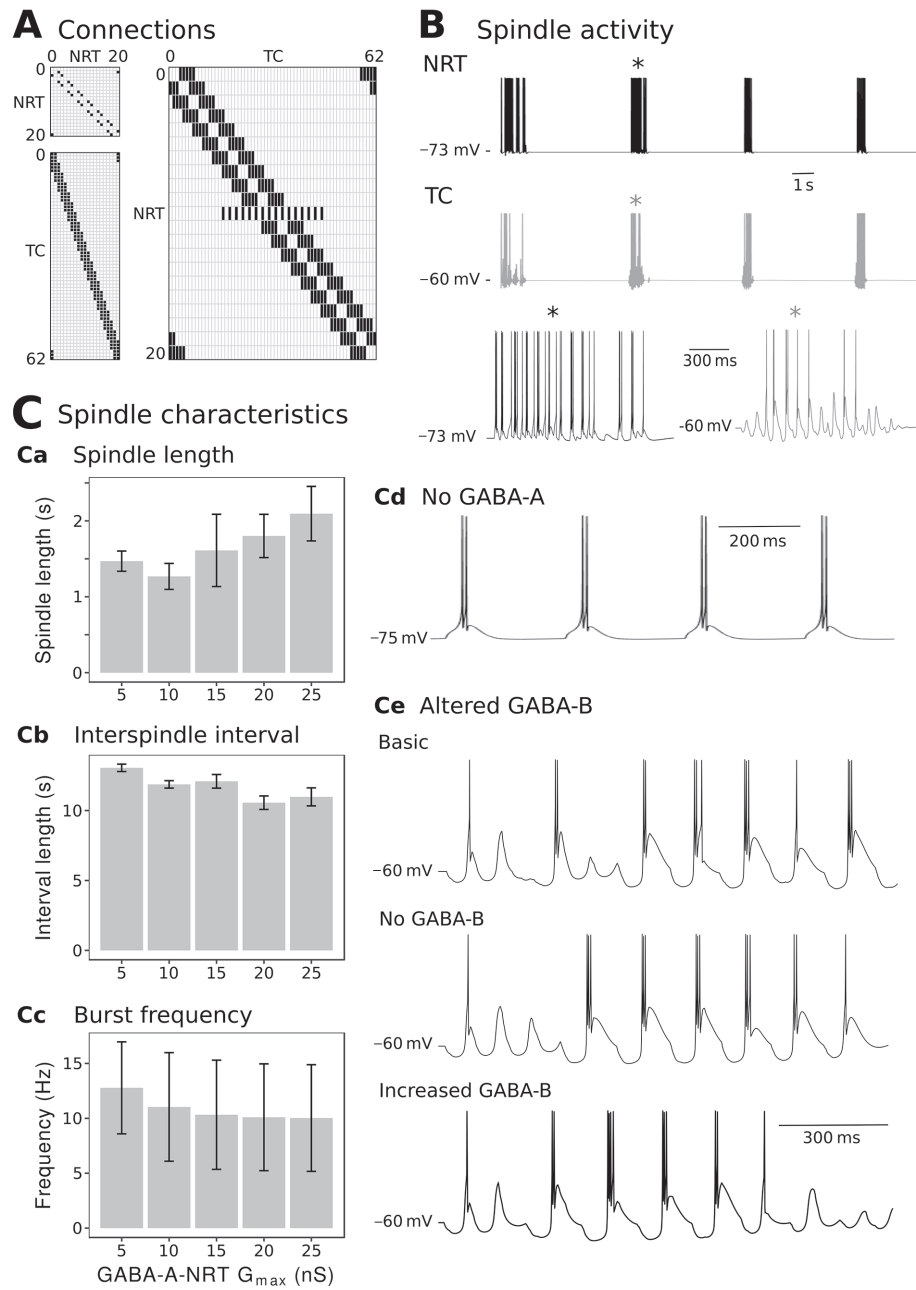 A Connections
0 NRT 20
0
NRT
20
0
TC
62
0 TC 62
0
NRT
20
B Spindle activity
NRT
*
−73 mV
1 s
TC
*
−60 mV
*
300 ms
*
−73 mV
-60 mV
C Spindle characteristics
Ca Spindle length
Spindle length (s)
2
1
0
5 10 15 20 25
Cb Interspindle interval
Interval length (s)
10
5
0
5 10 15 20 25
Cc Burst frequency
Frequency (Hz)
15
10
5
0
5 10 15 20 25
GABA-A-NRT Gmax (nS)
Cd No GABA-A
200 ms
−75 mV
Ce Altered GABA-B
Basic
−60 mV
No GABA-B
−60 mV
Increased GABA-B
300 ms
−60 mV